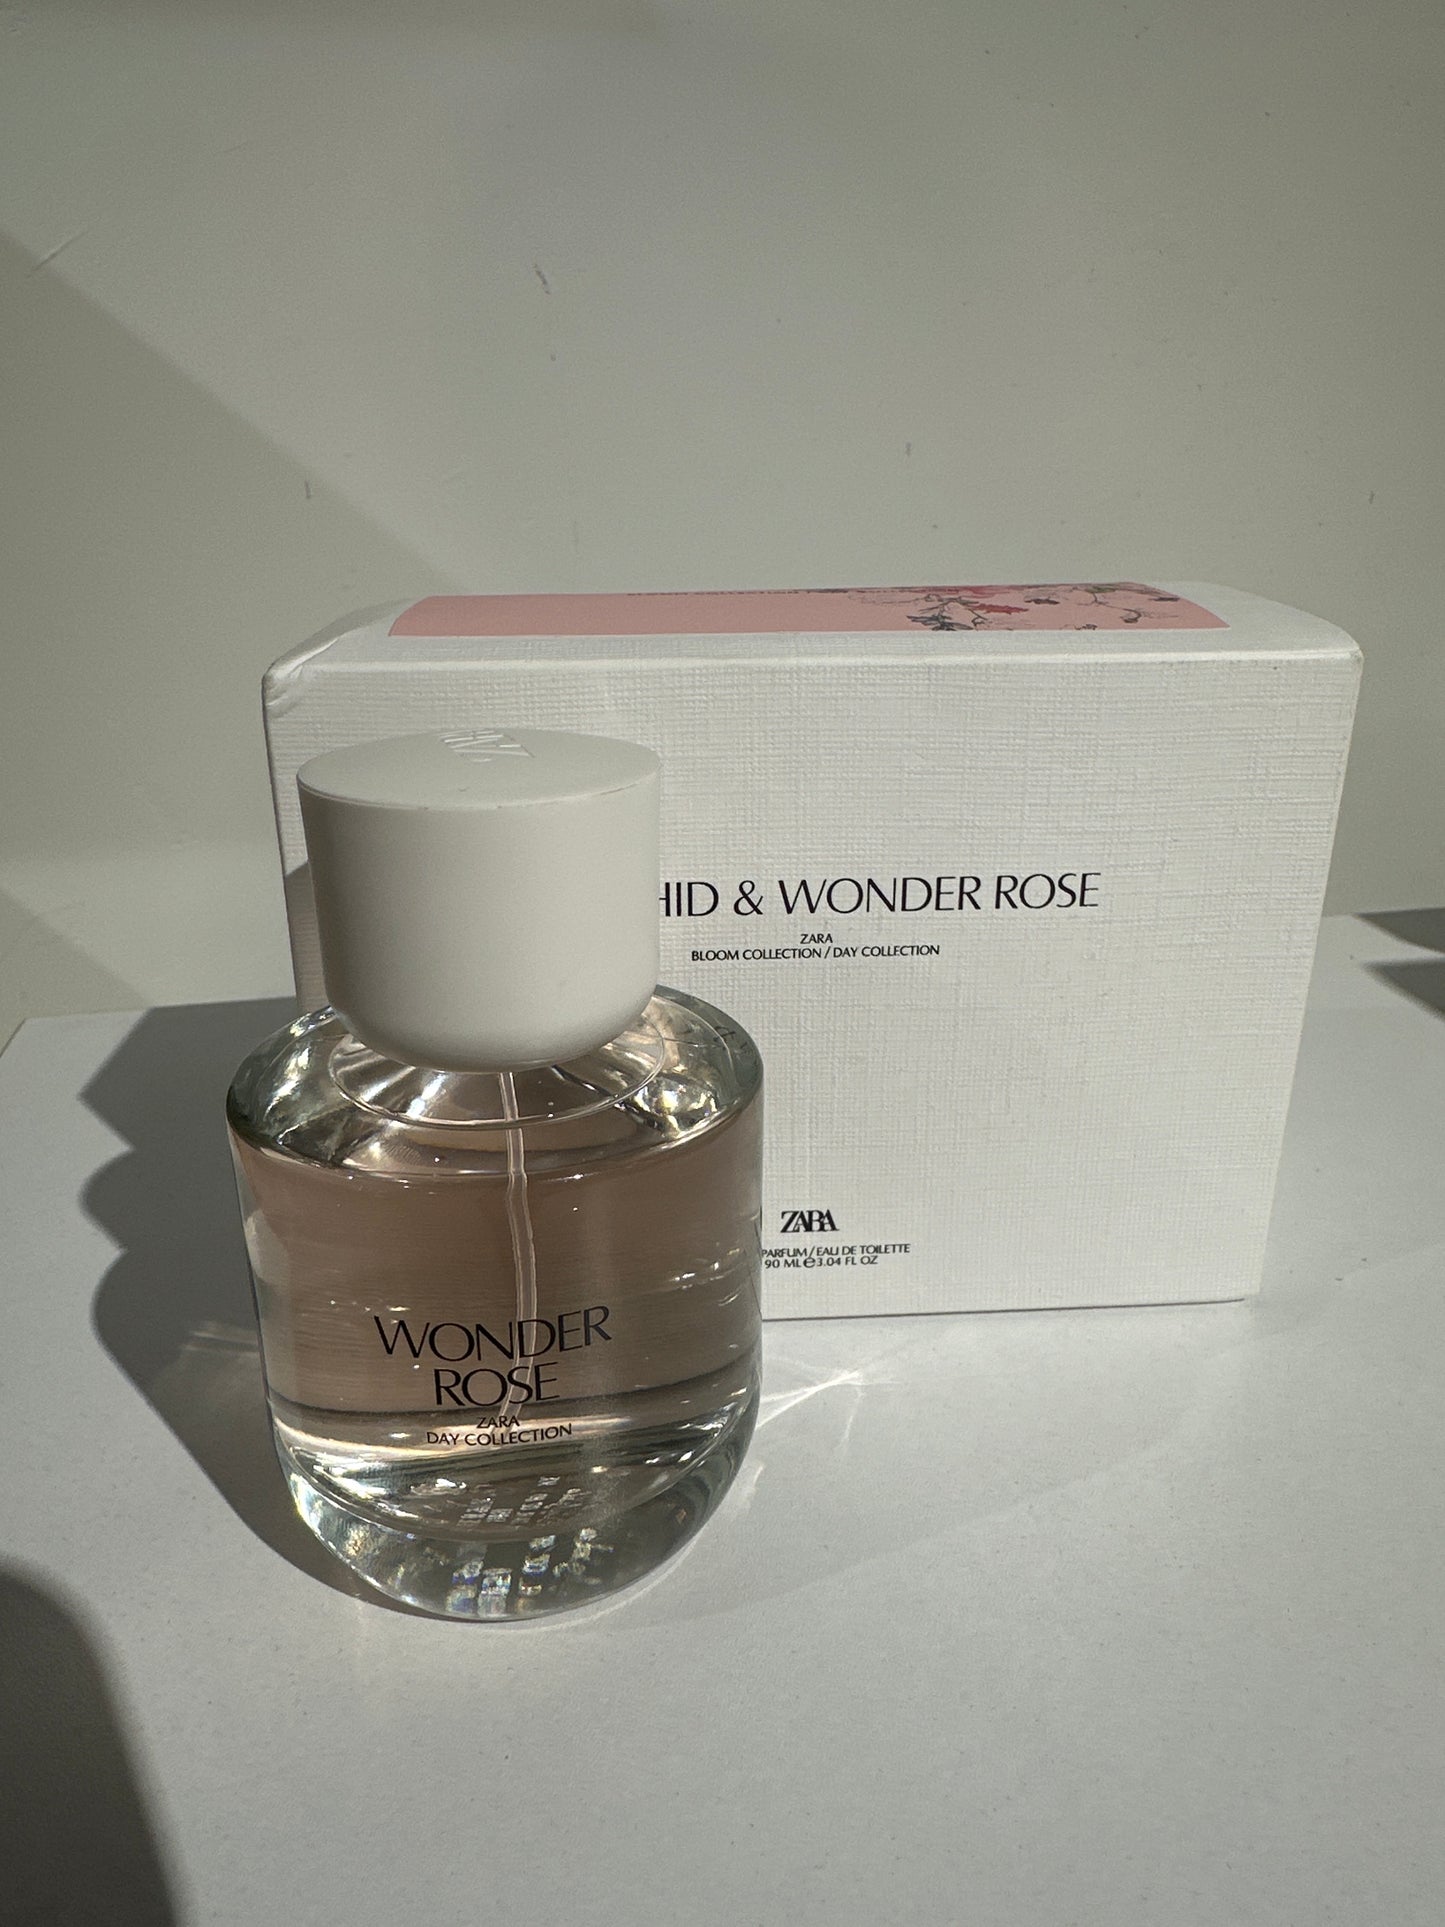 & WONDER ROSE
ZARA
BLOOM COLLECTION / DAY COLLECTION
ZARA
PARFUM / EAU DE TOILETTE
90 ML ℮ 3.04 FL OZ
WONDER
ROSE
ZARA
DAY COLLECTION